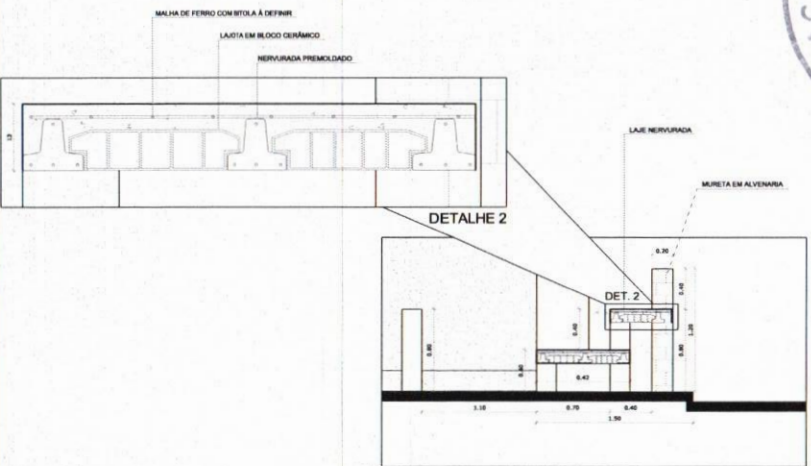 MALHA DE FERRO COM BITOLA À DEFINIR
LAJOTA EM BLOCO CERÂMICO
NERVURADA PREMOLDADO
DETALHE 2
LAJE NERVURADA
MURETA EM ALVENARIA
0.20
DET. 2
0.40
0.40
1.20
0.80
0.80
0.42
1.10
0.70
0.40
1.50